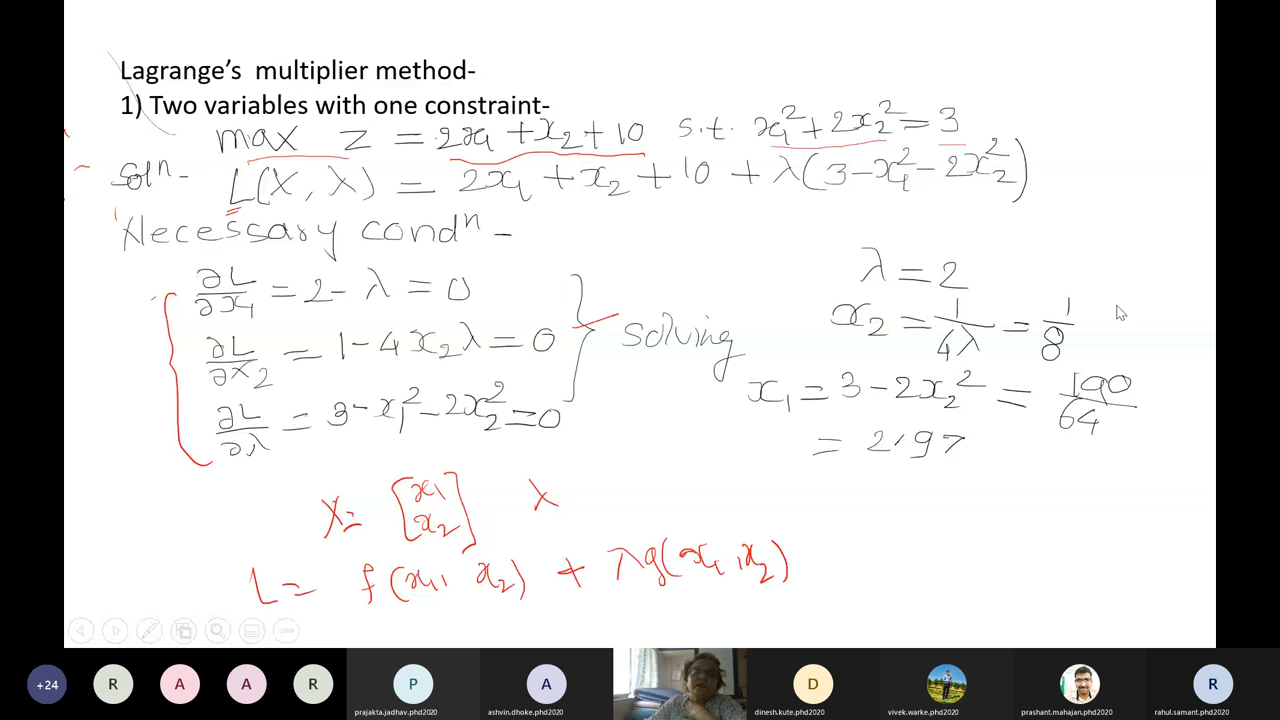 Lagrange's multiplier method-
1) Two variables with one constraint-
max z = 2x₁ + x₂ + 10 s.t. x₁² + 2x₂² = 3
Solⁿ- L(X, λ) = 2x₁ + x₂ + 10 + λ(3 - x₁² - 2x₂²)
Necessary condⁿ -
∂L/∂x₁ = 2 - λ = 0
∂L/∂x₂ = 1 - 4x₂λ = 0
∂L/∂λ = 3 - x₁² - 2x₂² = 0
solving
λ = 2
x₂ = 1/4λ = 1/8
x₁ = 3 - 2x₂² = 190/64
= 2.97
X = [x₁ x₂] λ
L = f(x₁, x₂) + λg(x₁, x₂)
+24 R A A R P A D R
prajakta.jadhav.phd2020 ashvin.dhoke.phd2020 dinesh.kute.phd2020 vivek.warke.phd2020 prashant.mahajan.phd2020 rahul.samant.phd2020